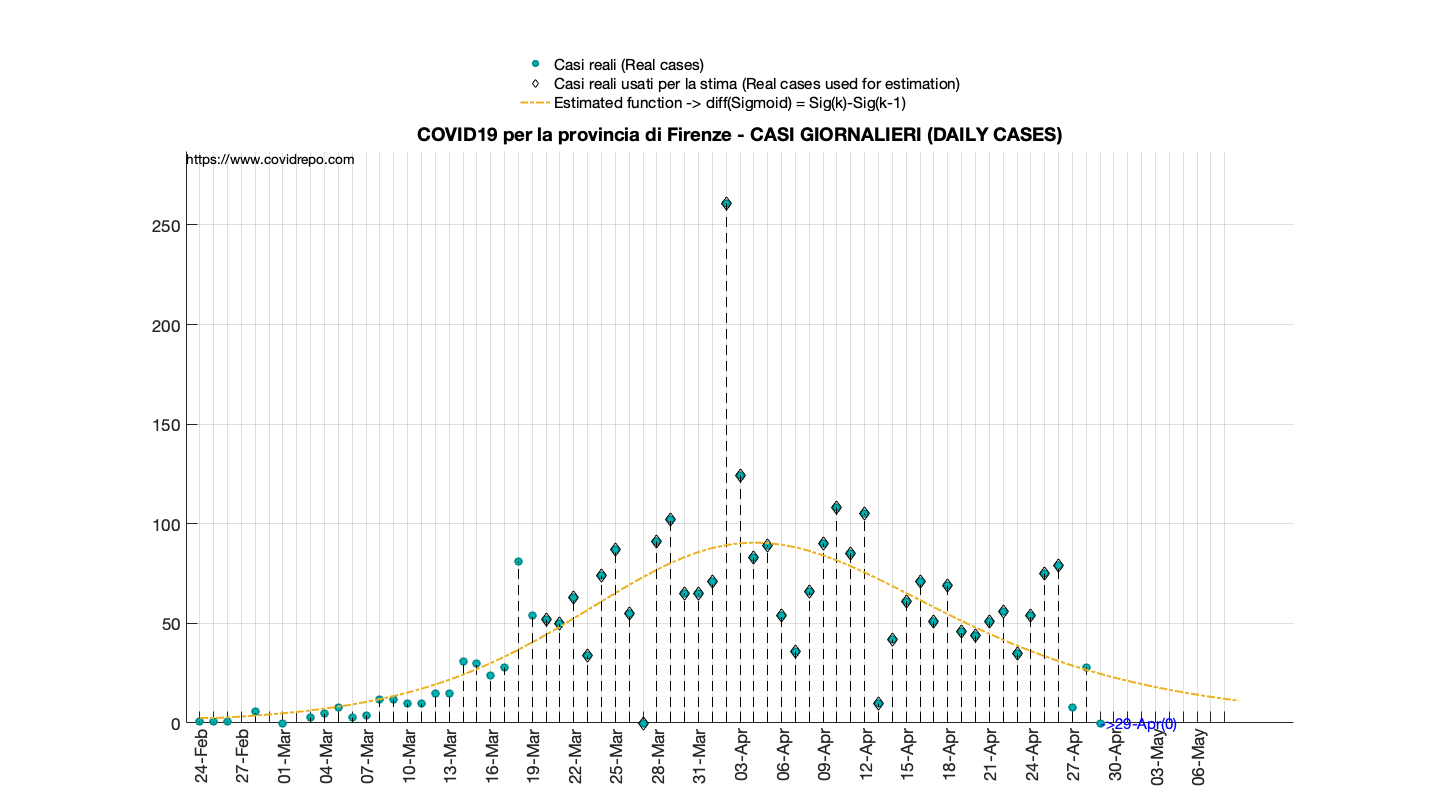 Casi reali (Real cases)
Casi reali usati per la stima (Real cases used for estimation)
Estimated function -> diff(Sigmoid) = Sig(k)-Sig(k-1)
COVID19 per la provincia di Firenze - CASI GIORNALIERI (DAILY CASES)
https://www.covidrepo.com
250
200
150
100
50
0
->29-Apr(0)
24-Feb
27-Feb
01-Mar
04-Mar
07-Mar
10-Mar
13-Mar
16-Mar
19-Mar
22-Mar
25-Mar
28-Mar
31-Mar
03-Apr
06-Apr
09-Apr
12-Apr
15-Apr
18-Apr
21-Apr
24-Apr
27-Apr
30-Apr
03-May
06-May